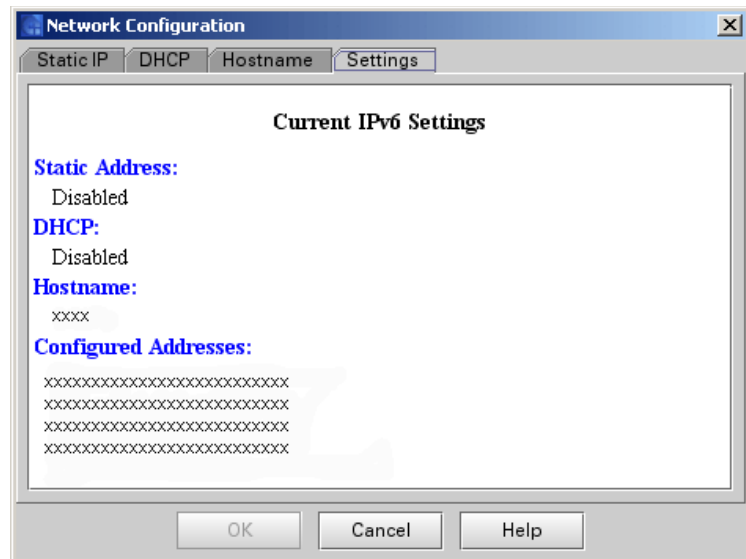 Network Configuration
Static IP DHCP Hostname Settings
Current IPv6 Settings
Static Address:
Disabled
DHCP:
Disabled
Hostname:
xxxx
Configured Addresses:
xxxxxxxxxxxxxxxxxxxxxxxxxx
xxxxxxxxxxxxxxxxxxxxxxxxxx
xxxxxxxxxxxxxxxxxxxxxxxxxx
xxxxxxxxxxxxxxxxxxxxxxxxxx
OK Cancel Help